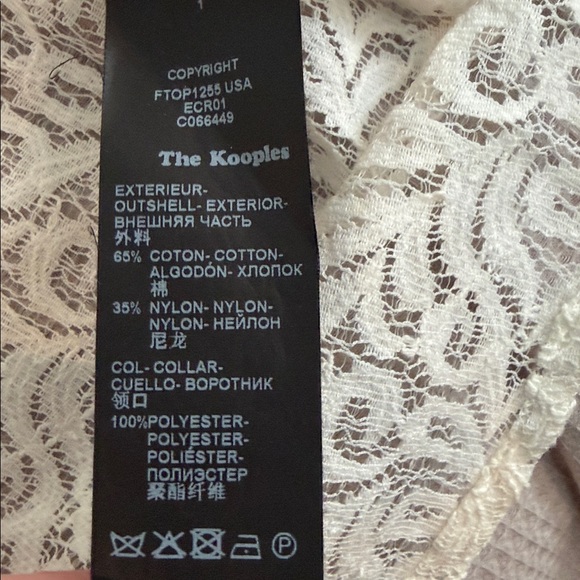 COPYRIGHT
FTOP1255 USA
ECR01
C066449
The Kooples
EXTERIEUR-
OUTSHELL- EXTERIOR-
ВНЕШНЯЯ ЧАСТЬ
外料
65% COTON- COTTON-
ALGODÓN- ХЛОПОК
棉
35% NYLON- NYLON-
NYLON- НЕЙЛОН
尼龙
COL- COLLAR-
CUELLO- ВОРОТНИК
领口
100%POLYESTER-
POLYESTER-
POLIÉSTER-
ПОЛИЭСТЕР
聚酯纤维
P